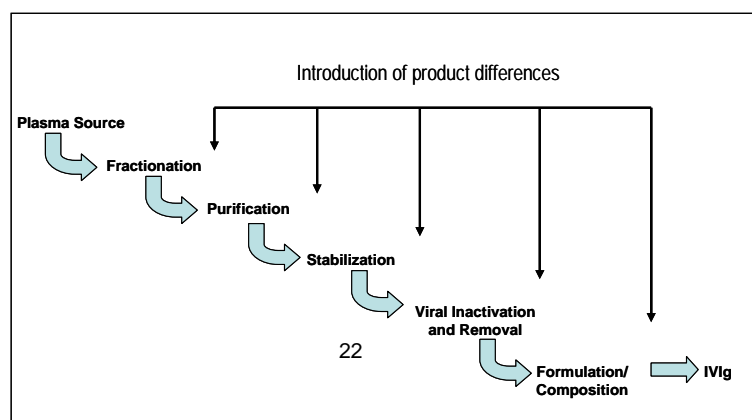 Introduction of product differences
Plasma Source
Fractionation
Purification
Stabilization
Viral Inactivation
and Removal
22
Formulation/
Composition
IVIg